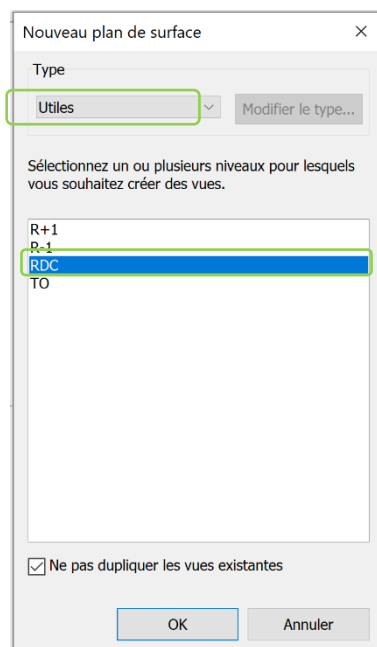 Nouveau plan de surface
Type
Utiles
Modifier le type...
Sélectionnez un ou plusieurs niveaux pour lesquels
vous souhaitez créer des vues.
R+1
R-1
RDC
TO
Ne pas dupliquer les vues existantes
OK
Annuler